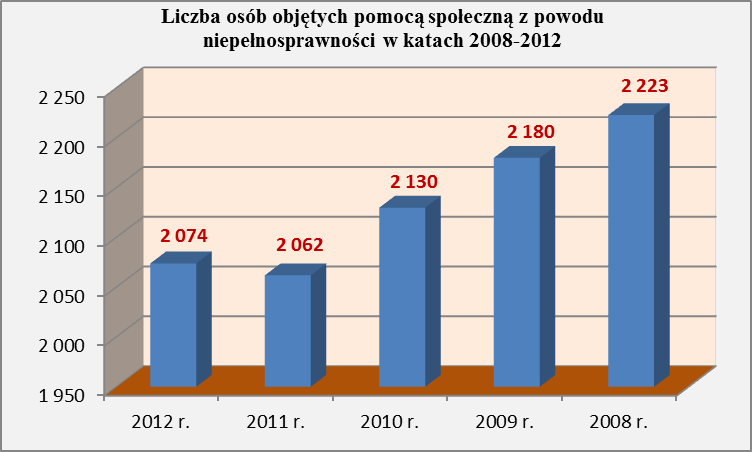 Liczba osób objętych pomocą społeczną z powodu
niepełnosprawności w katach 2008-2012
2 250
2 200
2 150
2 100
2 050
2 000
1 950
2 074
2 062
2 130
2 180
2 223
2012 r.
2011 r.
2010 r.
2009 r.
2008 r.